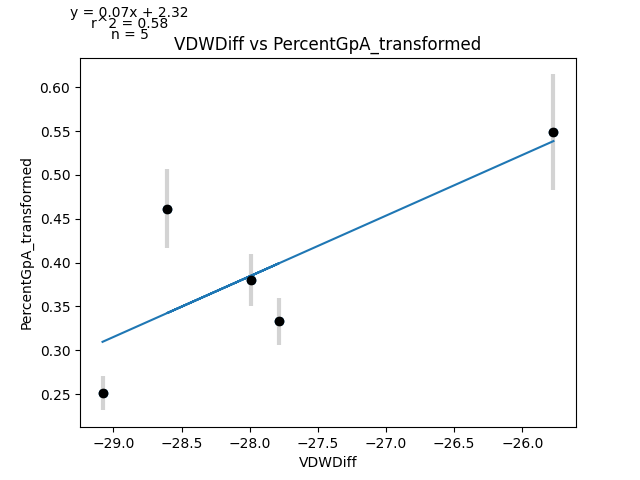 y = 0.07x + 2.32
r^2 = 0.58
n = 5
VDWDiff vs PercentGpA_transformed
0.60
0.55
0.50
0.45
0.40
0.35
0.30
0.25
PercentGpA_transformed
−29.0 −28.5 −28.0 −27.5 −27.0 −26.5 −26.0
VDWDiff